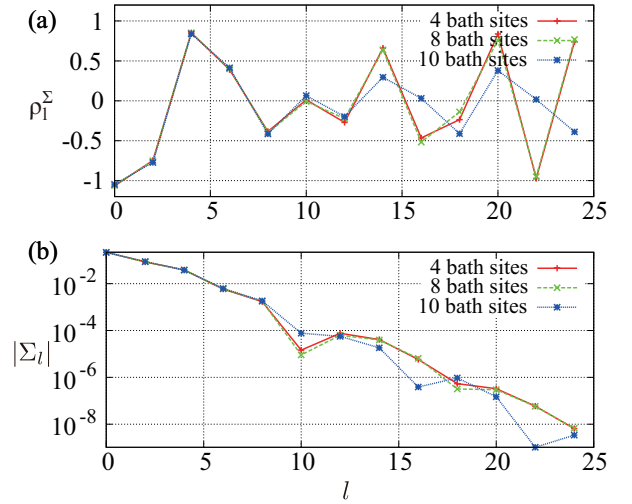 (a)
4 bath sites
8 bath sites
10 bath sites
1
0.5
0
-0.5
-1
ρ_l^Σ
0 5 10 15 20 25
(b)
4 bath sites
8 bath sites
10 bath sites
10^-2
10^-4
10^-6
10^-8
|Σ_l|
0 5 10 15 20 25
l